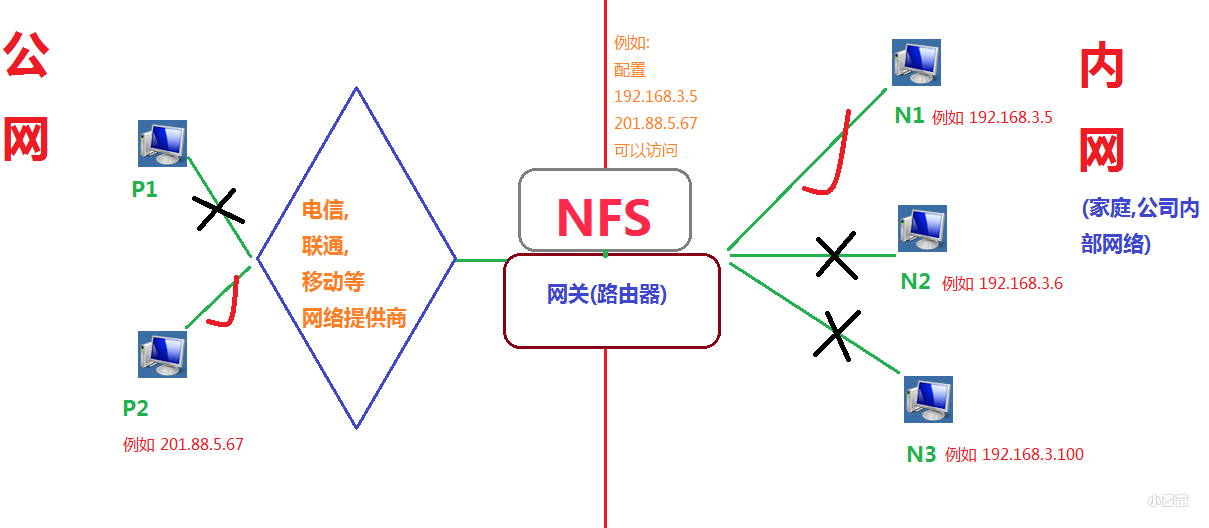 公
网
P1
P2
例如 201.88.5.67
电信,
联通,
移动等
网络提供商
例如:
配置
192.168.3.5
201.88.5.67
可以访问
NFS
网关(路由器)
N1 例如 192.168.3.5
N2 例如 192.168.3.6
N3 例如 192.168.3.100
内
网
(家庭,公司内
部网络)